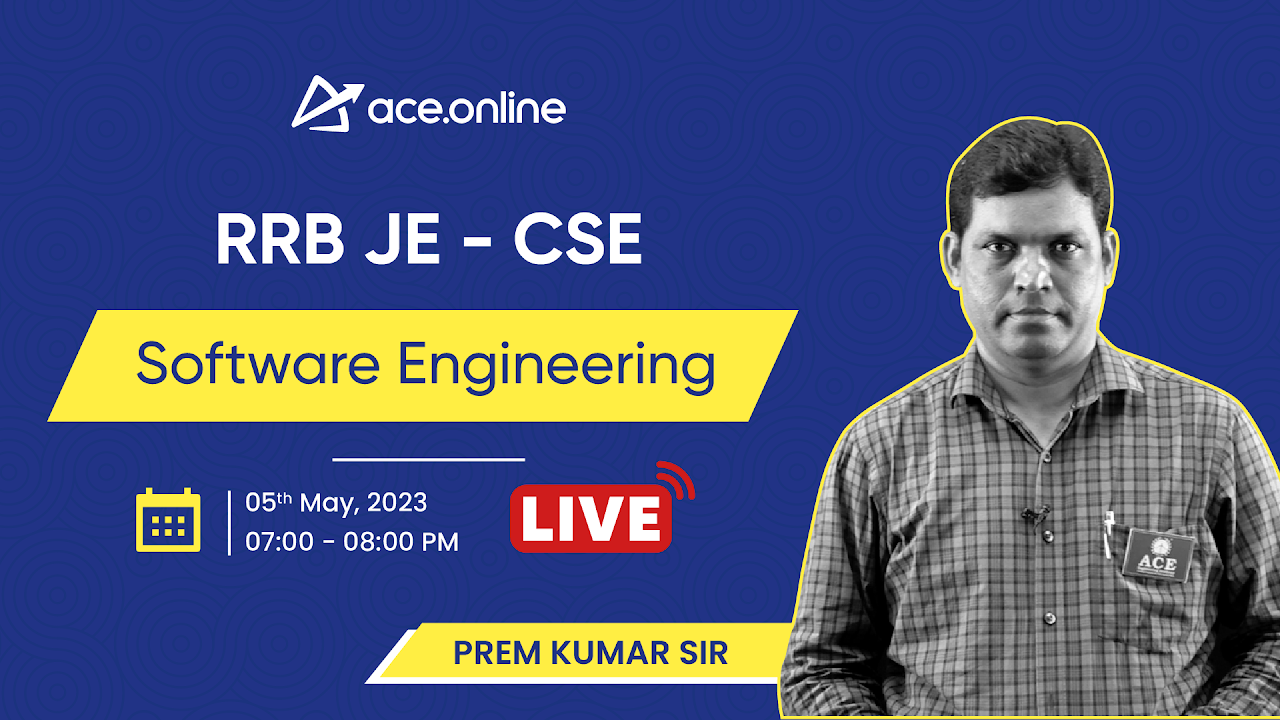 ace.online
RRB JE - CSE
Software Engineering
05th May, 2023
07:00 - 08:00 PM
LIVE
PREM KUMAR SIR
ACE